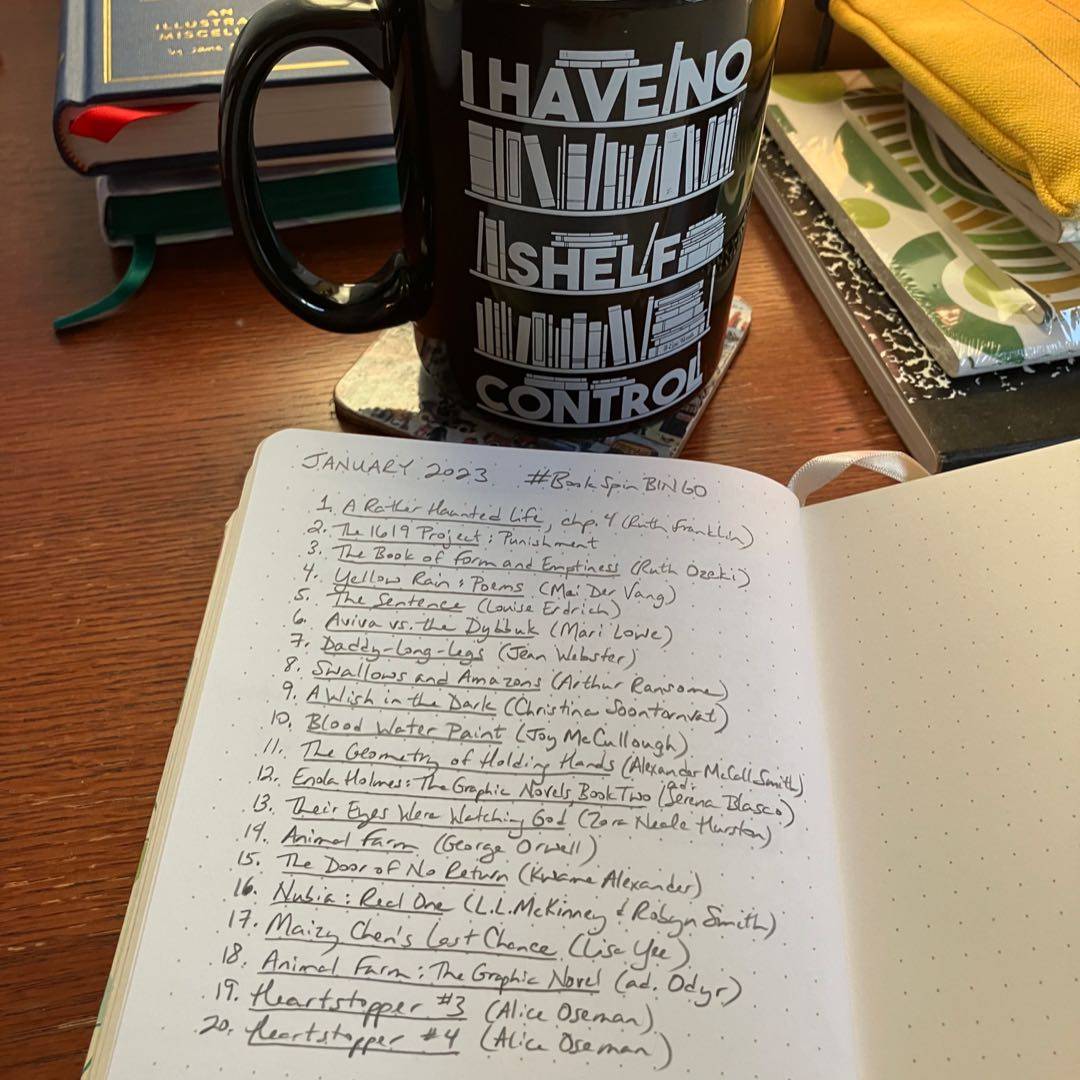 AN
ILLUSTRA
MISCEL
by Jane
I HAVE NO
SHELF
CONTROL
JANUARY 2023 #BookSpinBINGO
1. A Rather Haunted Life, chp. 4 (Ruth Franklin)
2. The 1619 Project: Punishment
3. The Book of Form and Emptiness (Ruth Ozeki)
4. Yellow Rain: Poems (Mai Der Vang)
5. The Sentence (Louise Erdrich)
6. Aviva vs. the Dybbuk (Mari Lowe)
7. Daddy-Long-Legs (Jean Webster)
8. Swallows and Amazons (Arthur Ransome)
9. A Wish in the Dark (Christina Soontornvat)
10. Blood Water Paint (Joy McCullough)
11. The Geometry of Holding Hands (Alexander McCall Smith)
12. Enola Holmes: The Graphic Novels, Book Two (ad. Serena Blasco)
13. Their Eyes Were Watching God (Zora Neale Hurston)
14. Animal Farm (George Orwell)
15. The Door of No Return (Kwame Alexander)
16. Nubia: Real One (L.L. McKinney & Robyn Smith)
17. Maizy Chen's Last Chance (Lisa Yee)
18. Animal Farm: The Graphic Novel (ad. Odyr)
19. Heartstopper #3 (Alice Oseman)
20. Heartstopper #4 (Alice Oseman)